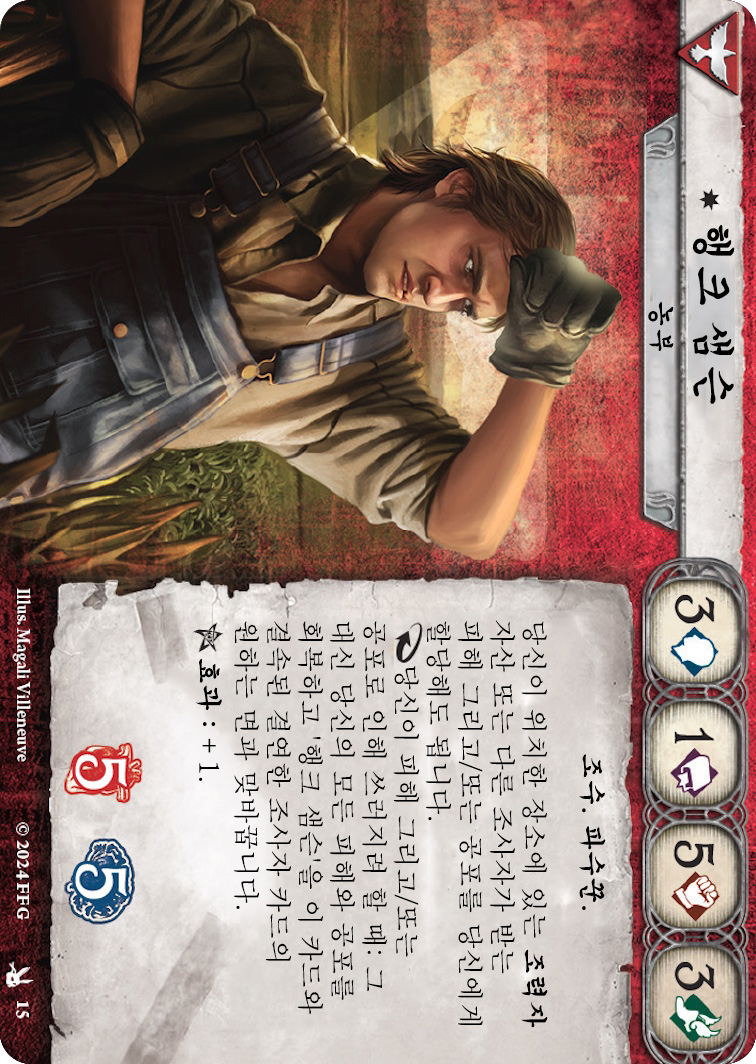 행크 샘슨
농부
3 1 5 3
조수. 파수꾼.
당신이 위치한 장소에 있는 조력자
자산 또는 다른 조사자가 받는
피해 그리고/또는 공포를 당신에게
할당해도 됩니다.
당신이 피해 그리고/또는
공포로 인해 쓰러지려 할 때: 그
대신 당신의 모든 피해와 공포를
회복하고 '행크 샘슨'을 이 카드와
결속된 결연한 조사자 카드의
원하는 면과 맞바꿉니다.
효과: +1.
5 5
Illus. Magali Villeneuve © 2024 FFG 15